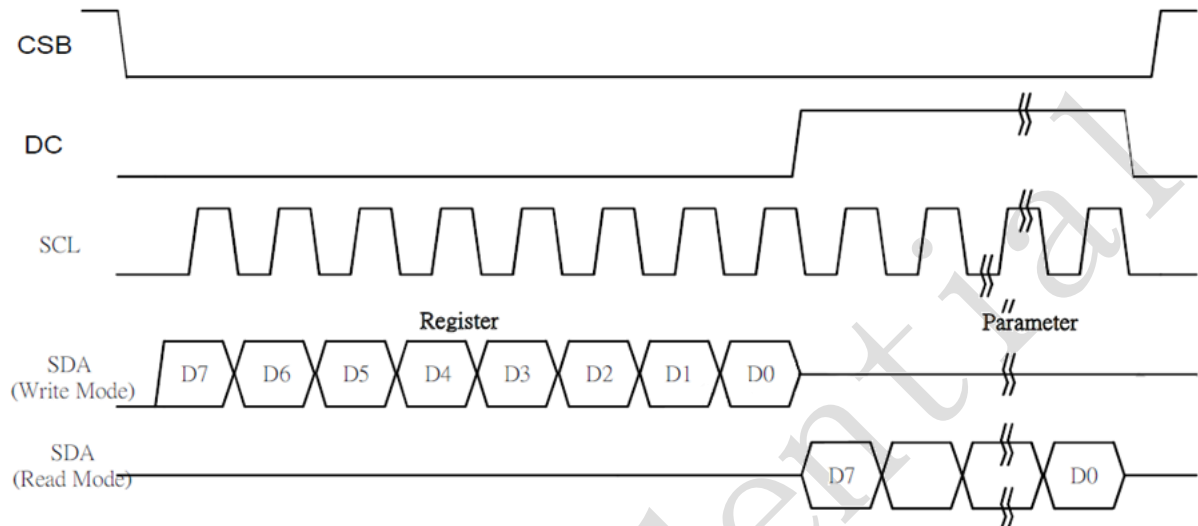 CSB
DC
SCL
Register
Parameter
SDA
(Write Mode)
D7 D6 D5 D4 D3 D2 D1 D0
SDA
(Read Mode)
D7 D0
dential